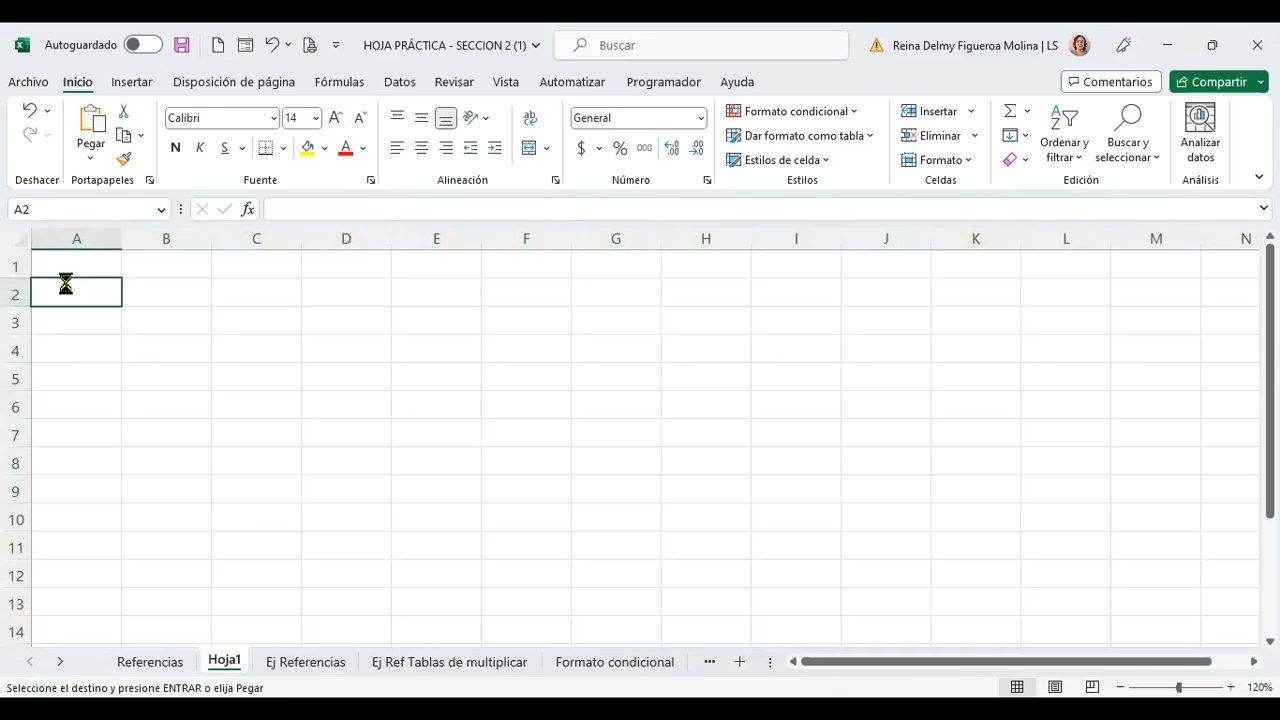 Autoguardado HOJA PRÁCTICA - SECCION 2 (1) Buscar Reina Delmy Figueroa Molina | LS
Archivo Inicio Insertar Disposición de página Fórmulas Datos Revisar Vista Automatizar Programador Ayuda Comentarios Compartir
Pegar
Calibri 14
N K S A
ab
General
$ % 000
Formato condicional
Dar formato como tabla
Estilos de celda
Insertar
Eliminar
Formato
Ordenar y filtrar
Buscar y seleccionar
Analizar datos
Deshacer Portapapeles Fuente Alineación Número Estilos Celdas Edición Análisis
A2 fx
A B C D E F G H I J K L M N
1
2
3
4
5
6
7
8
9
10
11
12
13
14
Referencias Hoja1 Ej Referencias Ej Ref Tablas de multiplicar Formato condicional ...
Seleccione el destino y presione ENTRAR o elija Pegar 120%